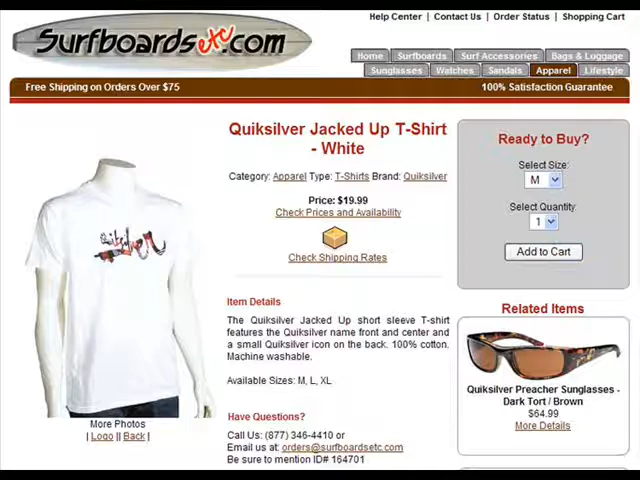 Help Center | Contact Us | Order Status | Shopping Cart
Surfboardsetc.com
Home Surfboards Surf Accessories Bags & Luggage
Sunglasses Watches Sandals Apparel Lifestyle
Free Shipping on Orders Over $75 100% Satisfaction Guarantee
Quiksilver Jacked Up T-Shirt
- White
Category: Apparel Type: T-Shirts Brand: Quiksilver
Price: $19.99
Check Prices and Availability
Check Shipping Rates
Item Details
The Quiksilver Jacked Up short sleeve T-shirt
features the Quiksilver name front and center and
a small Quiksilver icon on the back. 100% cotton.
Machine washable.
Available Sizes: M, L, XL
Have Questions?
Call Us: (877) 346-4410 or
Email us at: orders@surfboardsetc.com
Be sure to mention ID# 164701
Quiksilver
More Photos
| Logo || Back |
Ready to Buy?
Select Size:
M
Select Quantity:
1
Add to Cart
Related Items
Quiksilver Preacher Sunglasses -
Dark Tort / Brown
$64.99
More Details